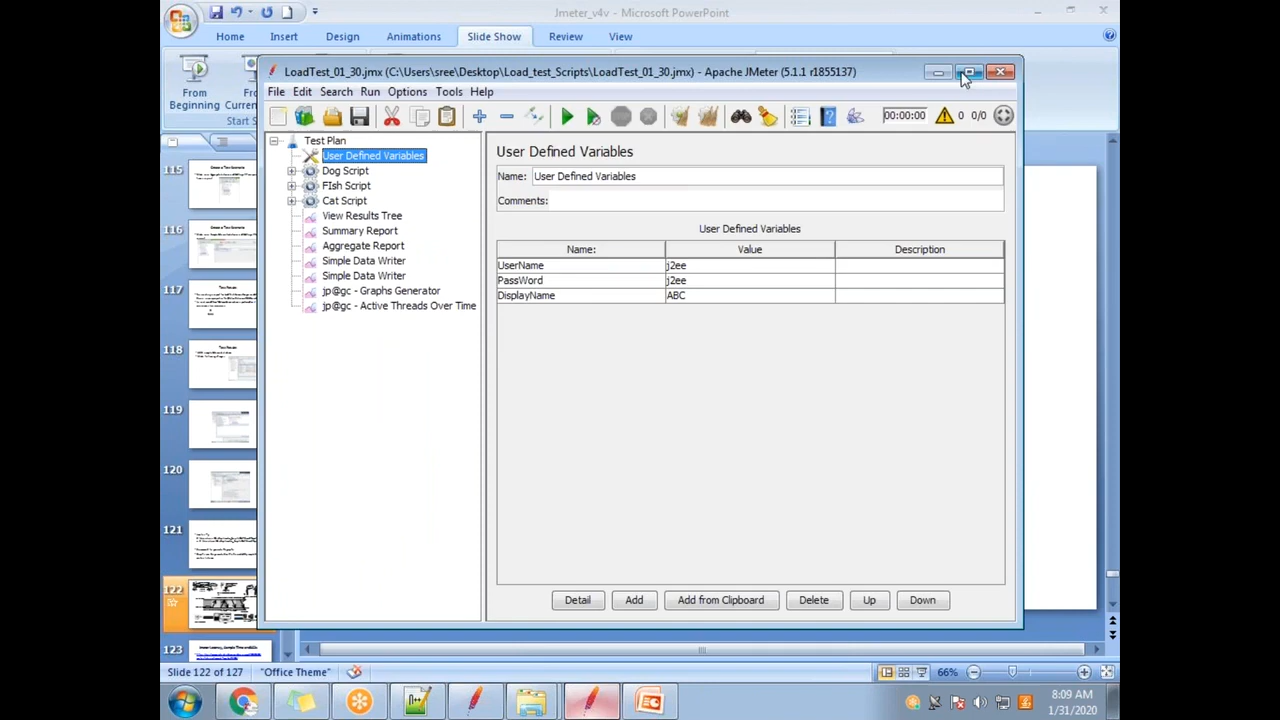 Jmeter_v4v - Microsoft PowerPoint
Home Insert Design Animations Slide Show Review View
From Beginning
From
Curren
Start S
LoadTest_01_30.jmx (C:\Users\sree\Desktop\Load_test_Scripts\LoadTest_01_30.jmx) - Apache JMeter (5.1.1 r1855137)
File Edit Search Run Options Tools Help
00:00:00 0 0/0
Test Plan
User Defined Variables
Dog Script
FIsh Script
Cat Script
View Results Tree
Summary Report
Aggregate Report
Simple Data Writer
Simple Data Writer
jp@gc - Graphs Generator
jp@gc - Active Threads Over Time
User Defined Variables
Name: User Defined Variables
Comments:
User Defined Variables
Name: Value Description
UserName j2ee
PassWord j2ee
DisplayName ABC
Detail Add Add from Clipboard Delete Up Down
115
116
117
118
119
120
121
122
123
Slide 122 of 127 "Office Theme" 66%
8:09 AM
1/31/2020